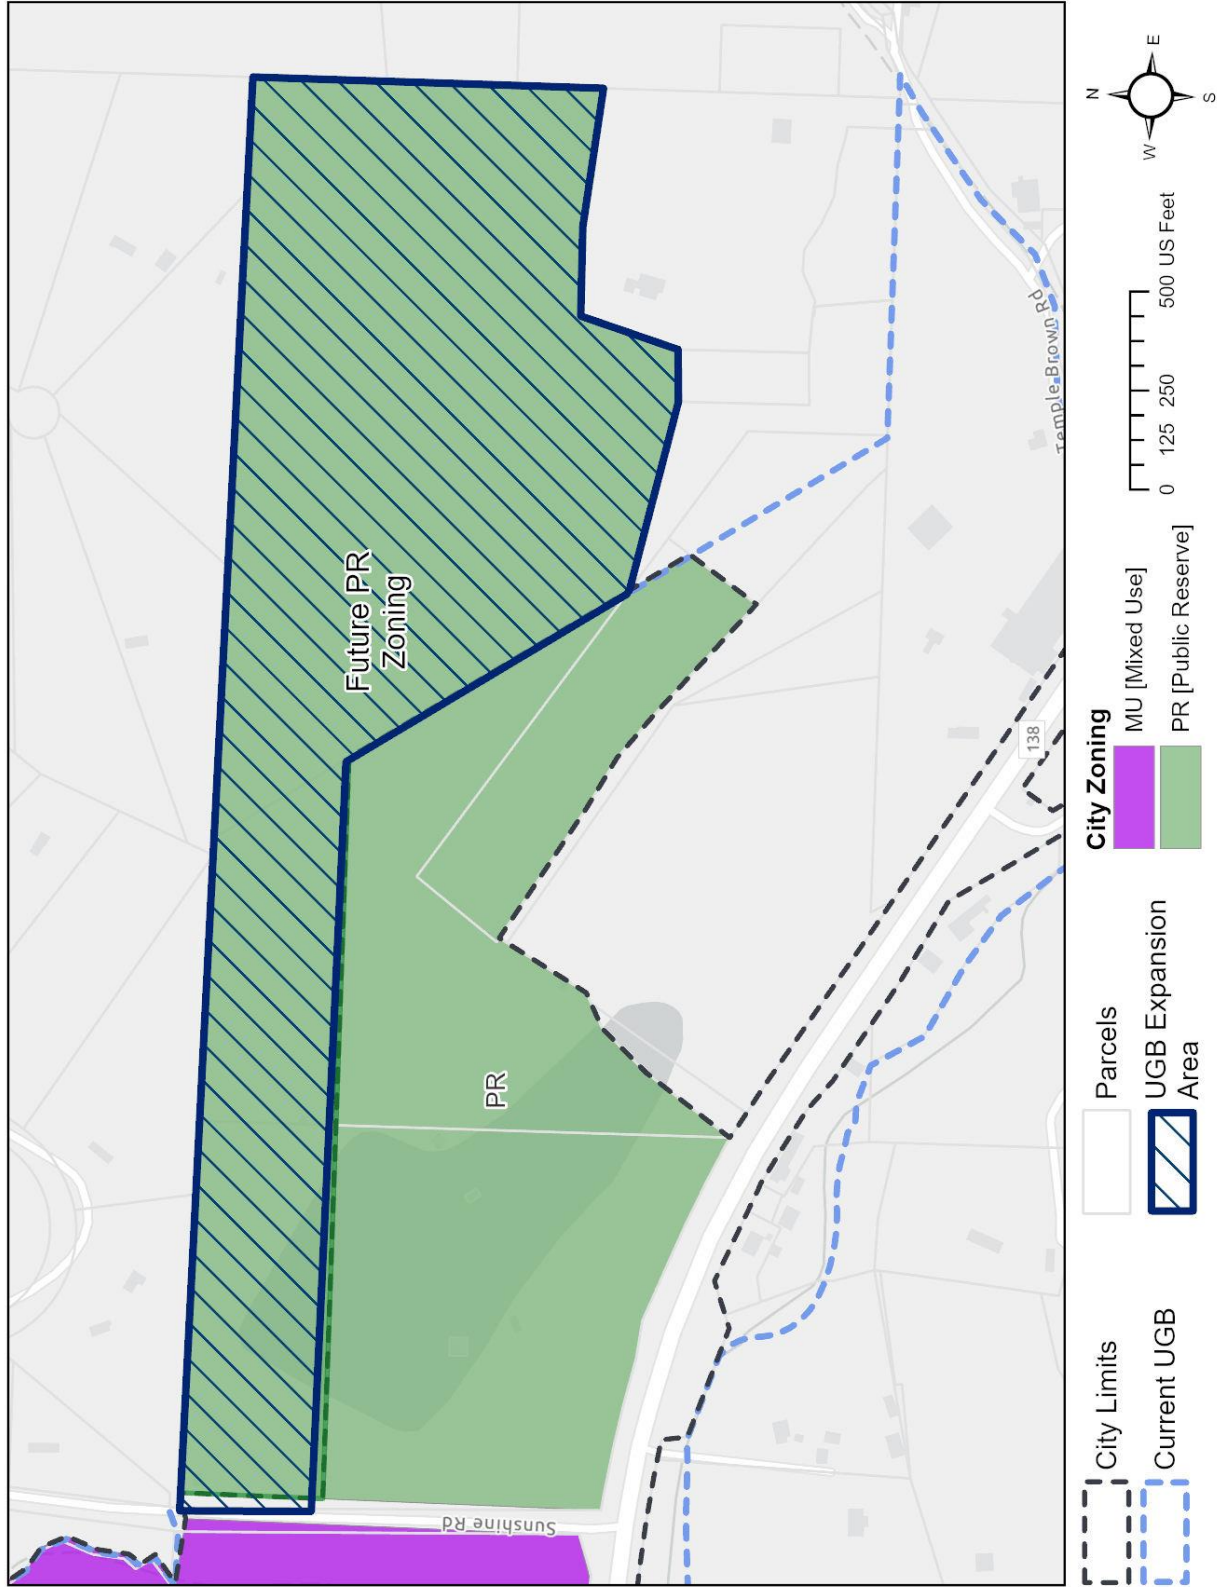 Future PR
Zoning
PR
Sunshine Rd
138
Temple Brown Rd
City Limits
Current UGB
Parcels
UGB Expansion
Area
City Zoning
MU [Mixed Use]
PR [Public Reserve]
0 125 250 500 US Feet
N
W
E
S